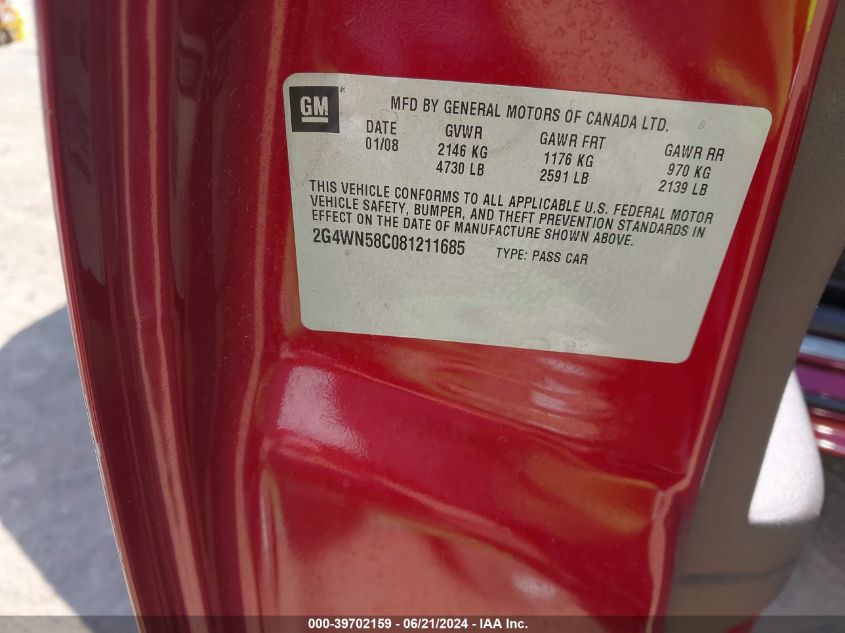 GM
MFD BY GENERAL MOTORS OF CANADA LTD.
DATE GVWR GAWR FRT GAWR RR
01/08 2146 KG 1176 KG 970 KG
4730 LB 2591 LB 2139 LB
THIS VEHICLE CONFORMS TO ALL APPLICABLE U.S. FEDERAL MOTOR
VEHICLE SAFETY, BUMPER, AND THEFT PREVENTION STANDARDS IN
EFFECT ON THE DATE OF MANUFACTURE SHOWN ABOVE.
2G4WN58C081211685 TYPE: PASS CAR
000-39702159 - 06/21/2024 - IAA Inc.